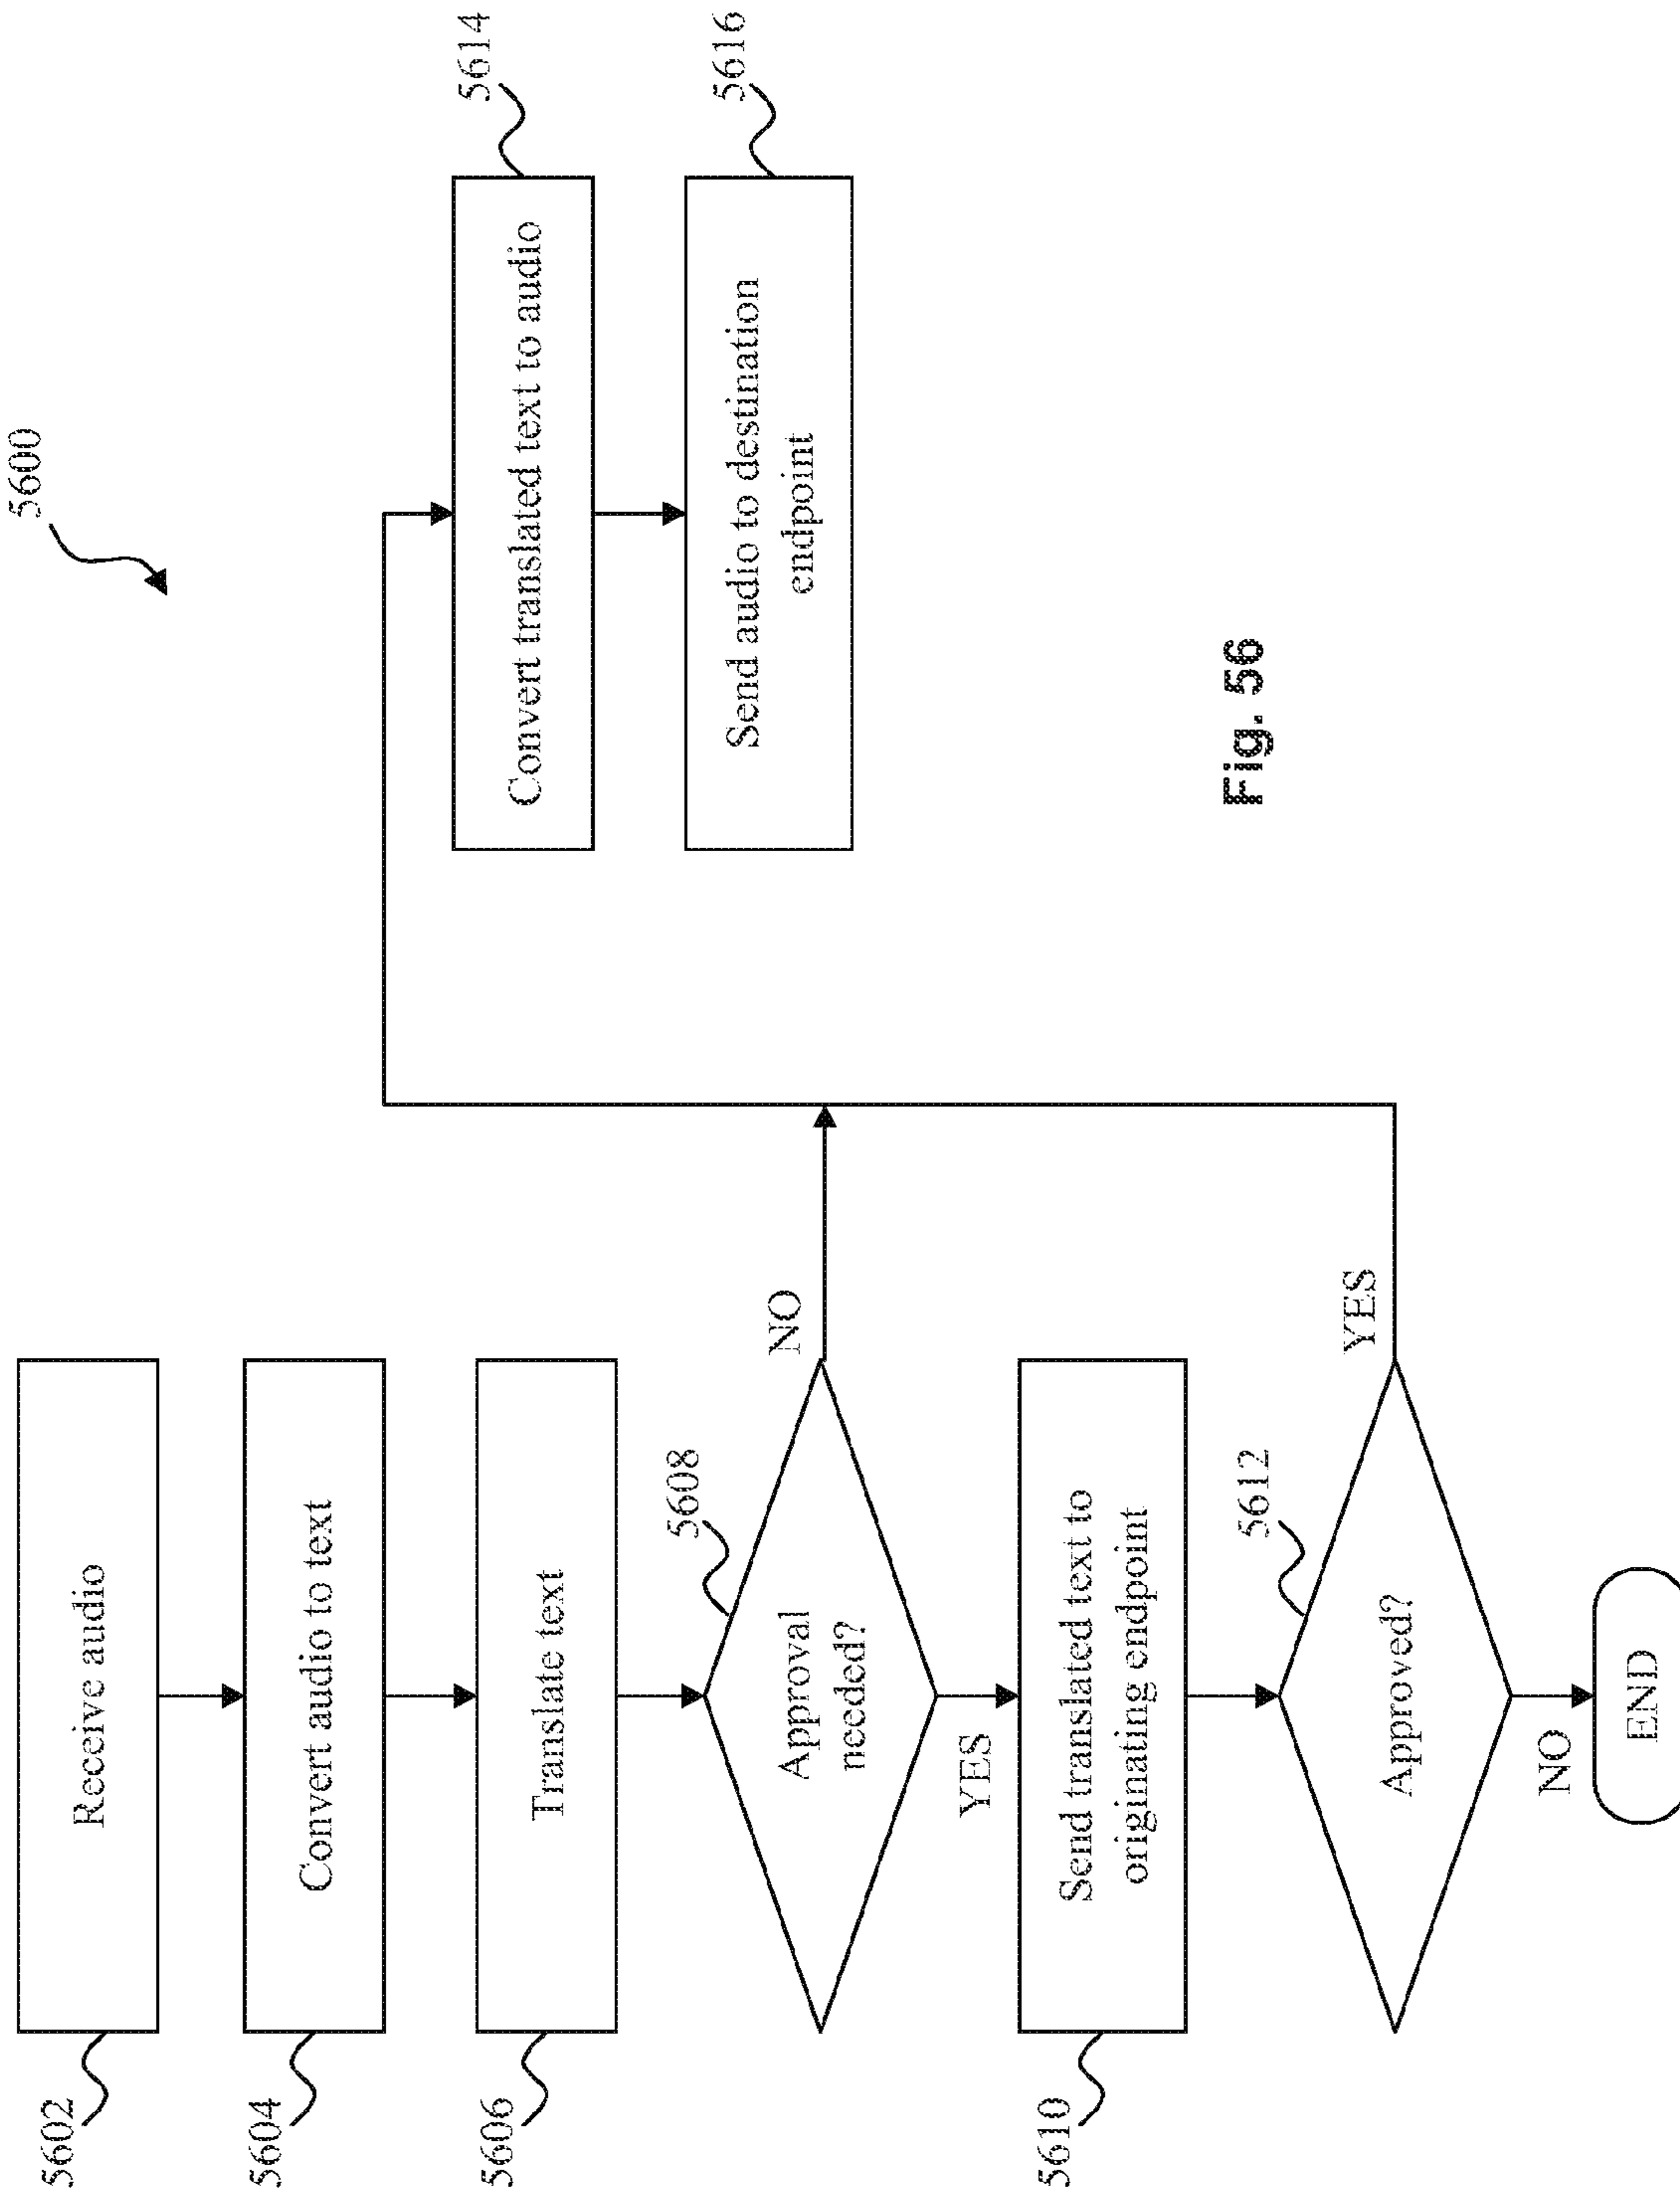 5600
5602
Receive audio
5604
Convert audio to text
5606
Translate text
5608
Approval
needed?
NO
YES
5610
Send translated text to
originating endpoint
5612
Approved?
YES
NO
END
5614
Convert translated text to audio
5616
Send audio to destination
endpoint
Fig. 56